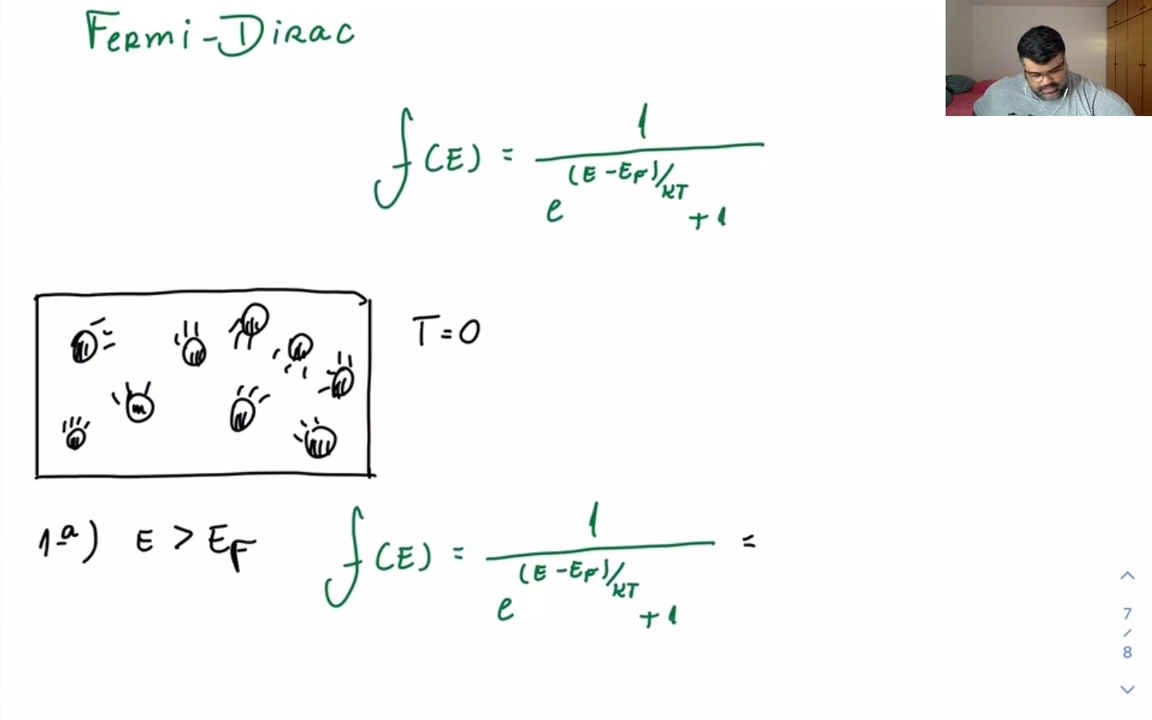 Fermi-Dirac
f(E) = 1 / e^(E-EF)/KT + 1
T=0
1ª) E > EF f(E) = 1 / e^(E-EF)/KT + 1 =
7
/
8